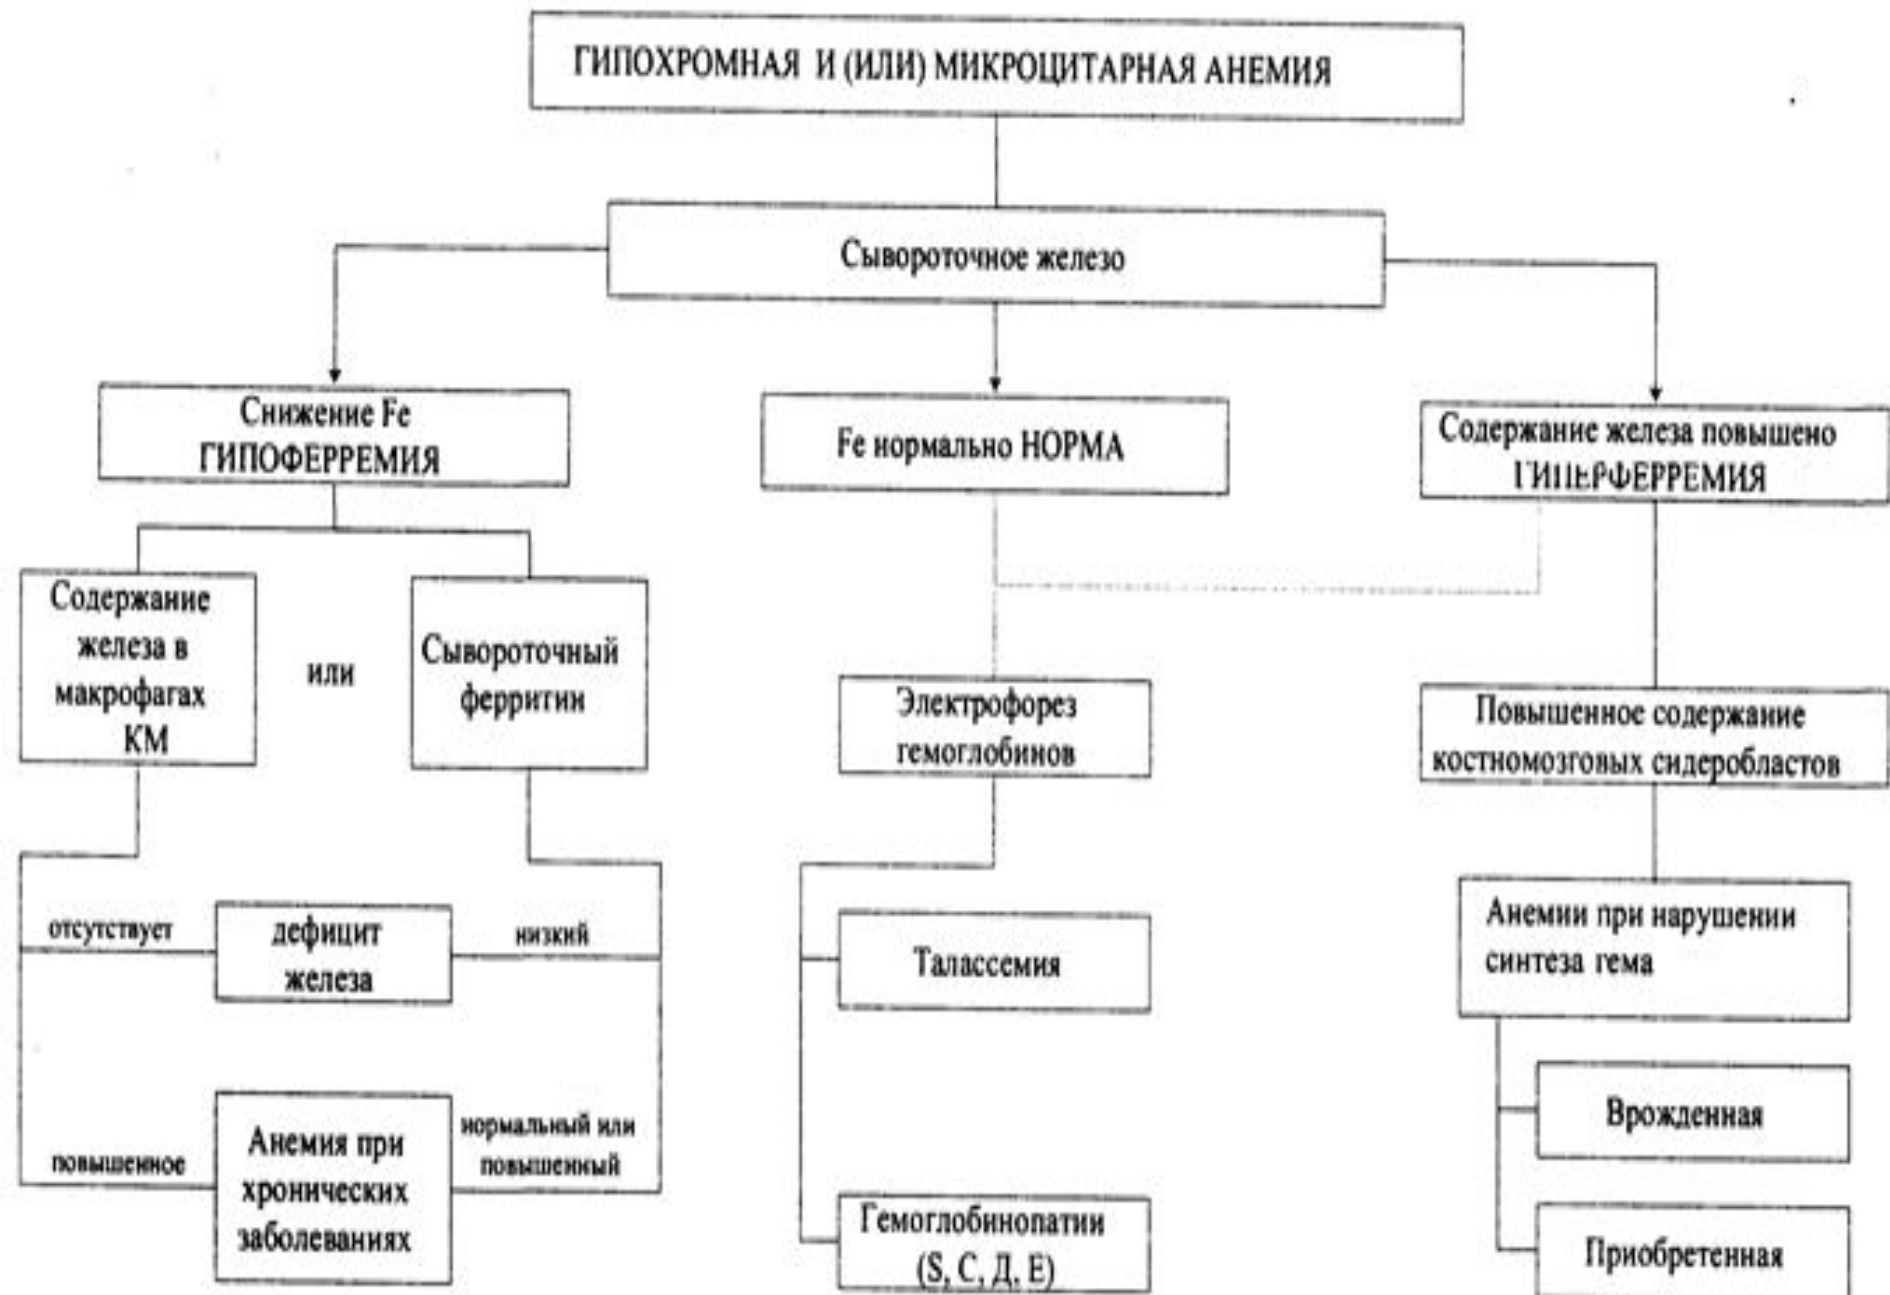 ГИПОХРОМНАЯ И (ИЛИ) МИКРОЦИТАРНАЯ АНЕМИЯ
Сывороточное железо
Снижение Fe
ГИПОФЕРРЕМИЯ
Fe нормально НОРМА
Содержание железа повышено
ГИПЕРФЕРРЕМИЯ
Содержание
железа в
макрофагах
КМ
или
Сывороточный
ферритин
Электрофорез
гемоглобинов
Повышенное содержание
костномозговых сидеробластов
отсутствует
дефицит
железа
низкий
Талассемия
Анемии при нарушении
синтеза гема
повышенное
Анемия при
хронических
заболеваниях
нормальный или
повышенный
Гемоглобинопатии
(S, C, Д, E)
Врожденная
Приобретенная